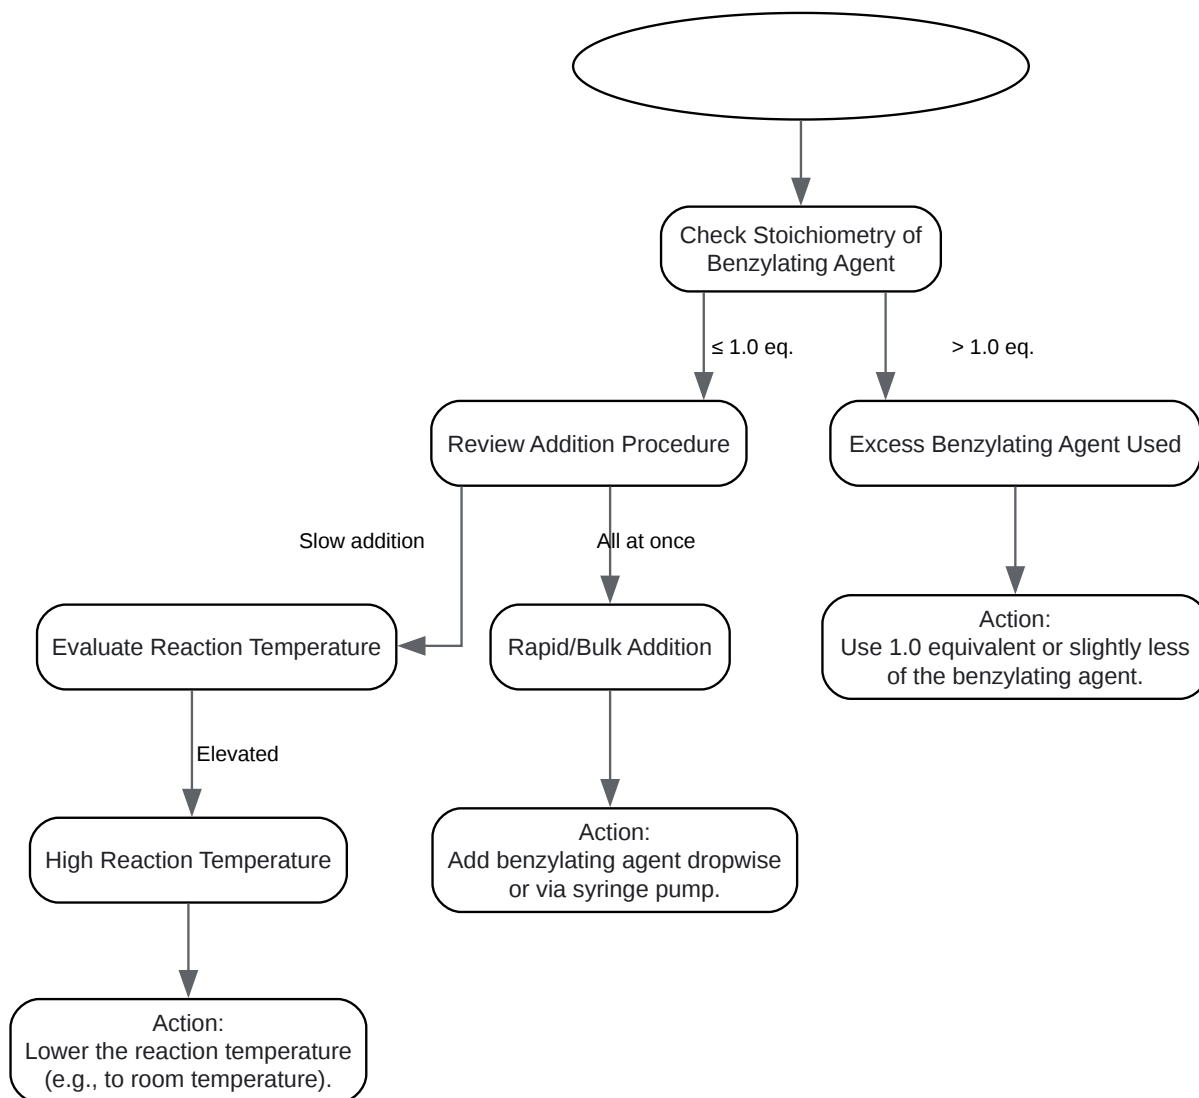 Check Stoichiometry of
Benzylating Agent
≤ 1.0 eq.
> 1.0 eq.
Review Addition Procedure
Excess Benzylating Agent Used
Slow addition
All at once
Evaluate Reaction Temperature
Rapid/Bulk Addition
Action:
Use 1.0 equivalent or slightly less
of the benzylating agent.
Elevated
High Reaction Temperature
Action:
Add benzylating agent dropwise
or via syringe pump.
Action:
Lower the reaction temperature
(e.g., to room temperature).